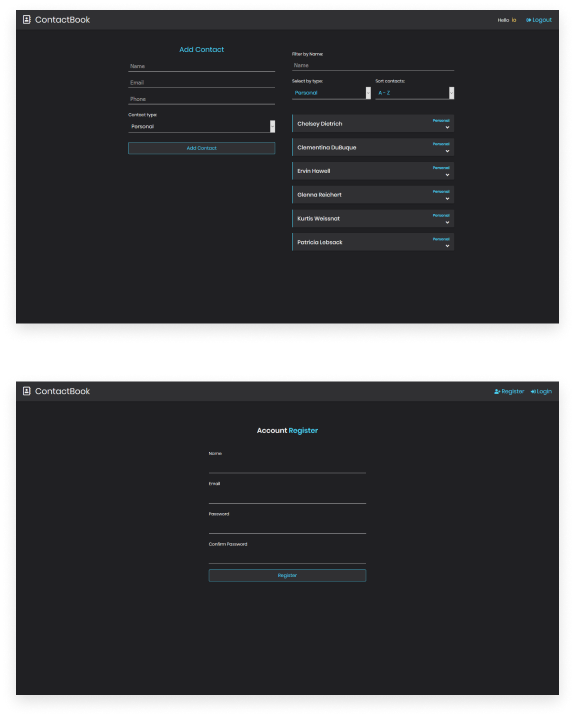 ContactBook
Hello Io Logout
Add Contact
Name
Email
Phone
Contact type
Personal
Add Contact
Filter by Name:
Name
Select by type:
Sort contacts:
Personal
A - Z
Chelsey Dietrich
Personal
Clementina DuBuque
Personal
Ervin Howell
Personal
Glenna Reichert
Personal
Kurtis Weissnat
Personal
Patricia Lebsack
Personal
ContactBook
Register Login
Account Register
Name
Email
Password
Confirm Password
Register